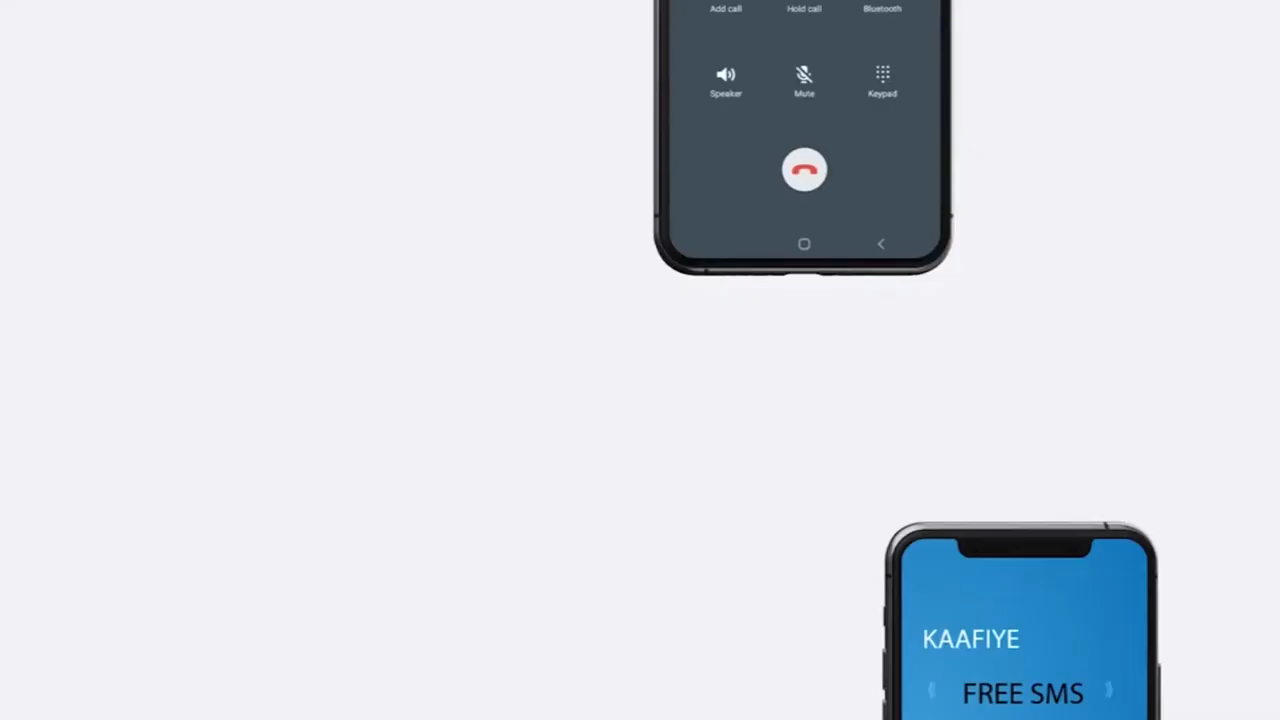 Add call Hold call Bluetooth
Speaker Mute Keypad
KAAFIYE
FREE SMS